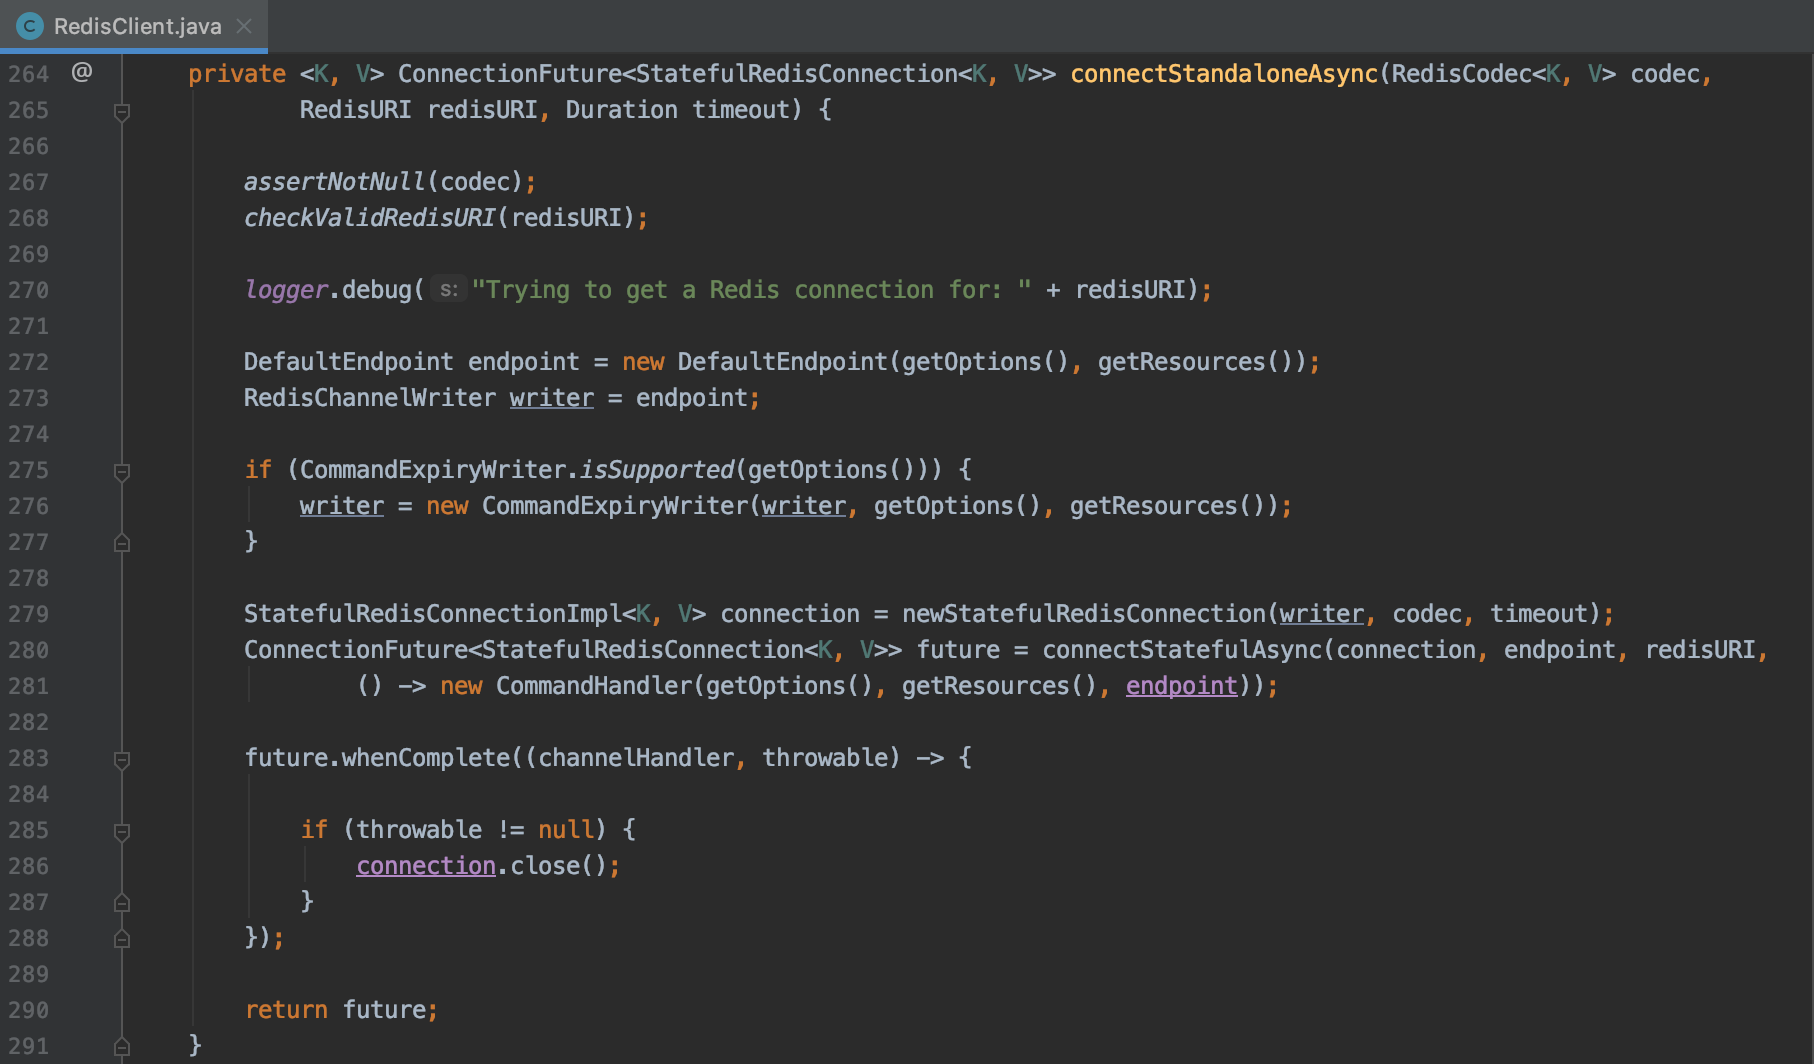 RedisClient.java
264 @ private <K, V> ConnectionFuture<StatefulRedisConnection<K, V>> connectStandaloneAsync(RedisCodec<K, V> codec,
265 RedisURI redisURI, Duration timeout) {
266
267 assertNotNull(codec);
268 checkValidRedisURI(redisURI);
269
270 logger.debug( s: "Trying to get a Redis connection for: " + redisURI);
271
272 DefaultEndpoint endpoint = new DefaultEndpoint(getOptions(), getResources());
273 RedisChannelWriter writer = endpoint;
274
275 if (CommandExpiryWriter.isSupported(getOptions())) {
276 writer = new CommandExpiryWriter(writer, getOptions(), getResources());
277 }
278
279 StatefulRedisConnectionImpl<K, V> connection = newStatefulRedisConnection(writer, codec, timeout);
280 ConnectionFuture<StatefulRedisConnection<K, V>> future = connectStatefulAsync(connection, endpoint, redisURI,
281 () -> new CommandHandler(getOptions(), getResources(), endpoint));
282
283 future.whenComplete((channelHandler, throwable) -> {
284
285 if (throwable != null) {
286 connection.close();
287 }
288 });
289
290 return future;
291 }